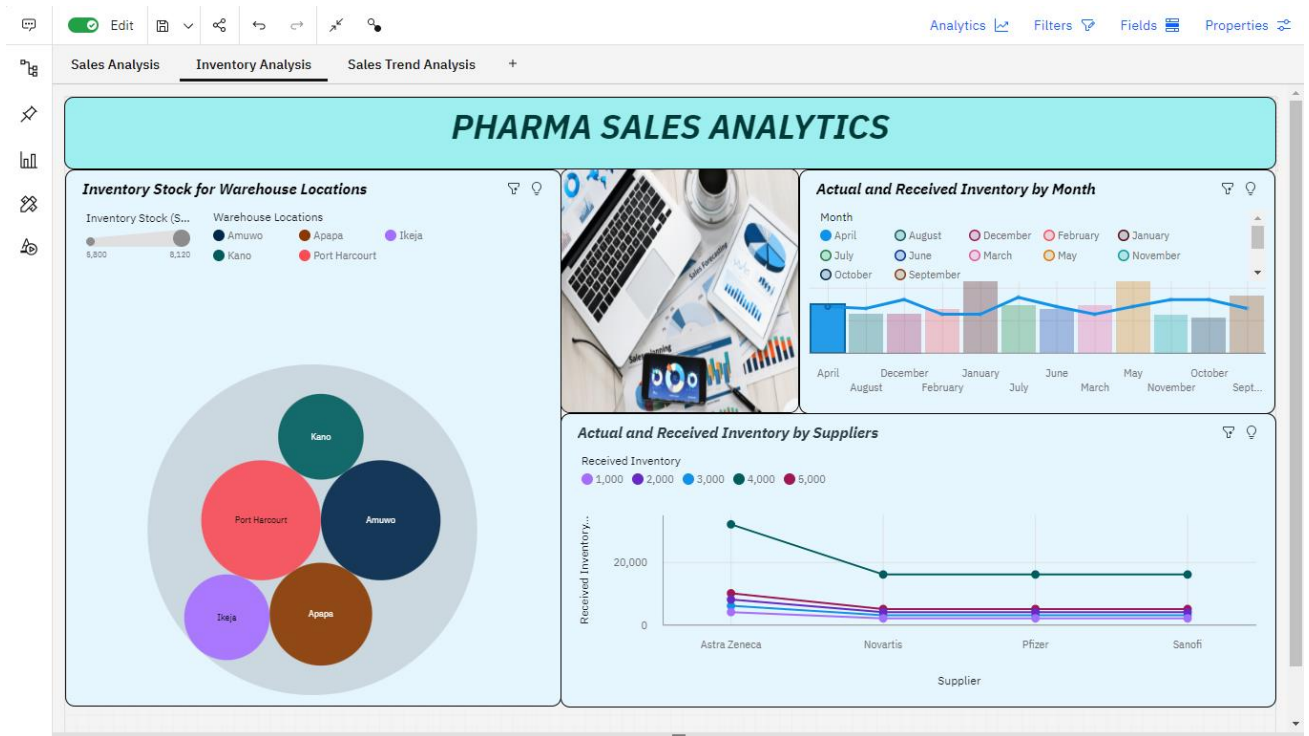 Edit
Analytics
Filters
Fields
Properties
Sales Analysis
Inventory Analysis
Sales Trend Analysis
+
PHARMA SALES ANALYTICS
Inventory Stock for Warehouse Locations
Inventory Stock (S...
8,120
Warehouse Locations
Amuwo
Apapa
Ikeja
Kano
Port Harcourt
Kano
Port Harcourt
Amuwo
Ikeja
Apapa
Sales Forecasting
Sales planning
Actual and Received Inventory by Month
Month
April
August
December
February
January
July
June
March
May
November
October
September
April
August
December
February
January
July
June
March
May
November
October
Sept...
Actual and Received Inventory by Suppliers
Received Inventory
1,000
2,000
3,000
4,000
5,000
Received Inventory...
20,000
0
Astra Zeneca
Novartis
Pfizer
Sanofi
Supplier